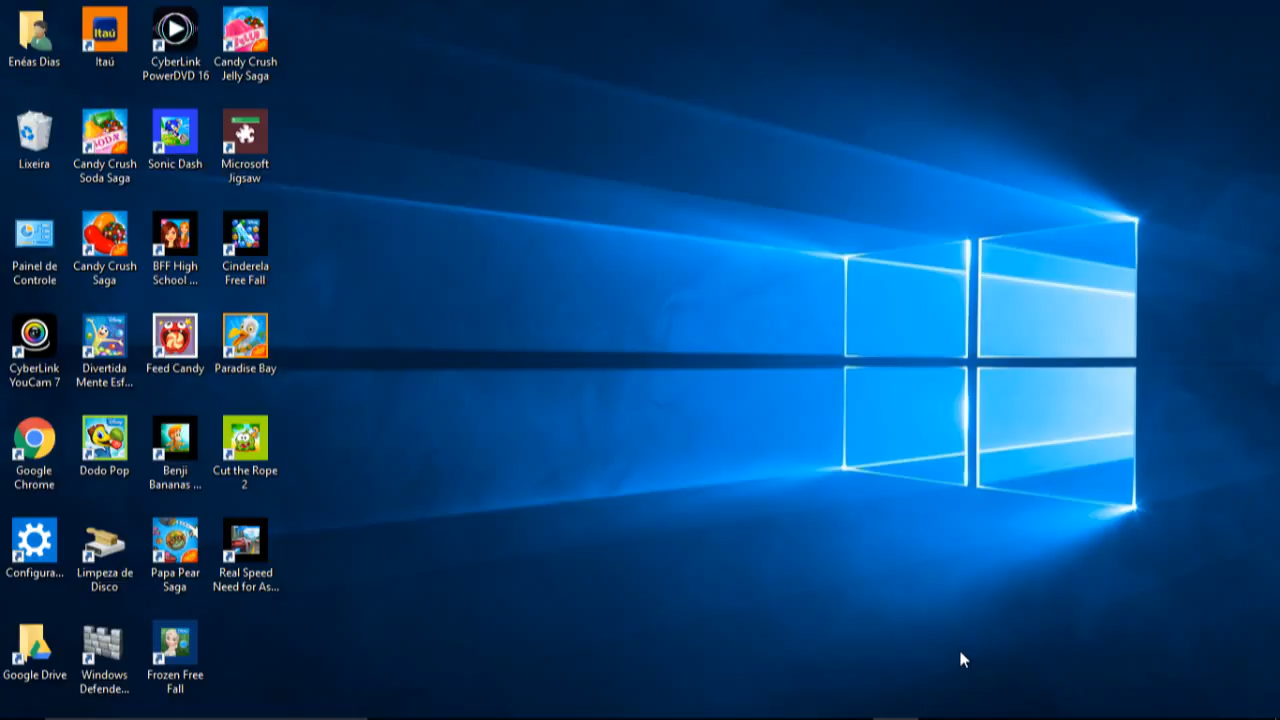 Enéas Dias
Itaú
CyberLink
PowerDVD 16
Candy Crush
Jelly Saga
Lixeira
Candy Crush
Soda Saga
Sonic Dash
Microsoft
Jigsaw
Painel de
Controle
Candy Crush
Saga
BFF High
School ...
Cinderela
Free Fall
CyberLink
YouCam 7
Divertida
Mente Esf...
Feed Candy
Paradise Bay
Google
Chrome
Dodo Pop
Benji
Bananas ...
Cut the Rope
2
Configura...
Limpeza de
Disco
Papa Pear
Saga
Real Speed
Need for As...
Google Drive
Windows
Defende...
Frozen Free
Fall